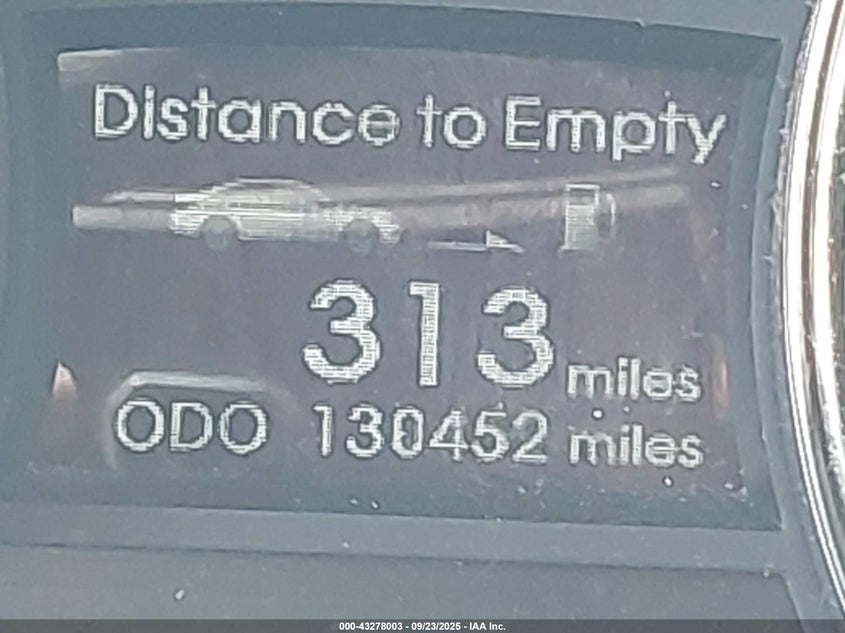 Distance to Empty
313 miles
ODO 130452 miles
000-43278003 - 09/23/2025 - IAA Inc.